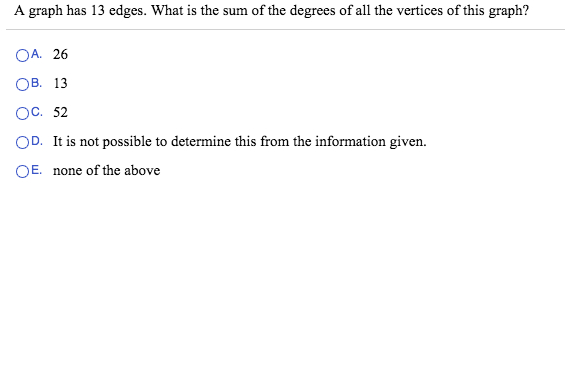 A graph has 13 edges. What is the sum of the degrees of all the vertices of this graph?
A. 26
B. 13
C. 52
D. It is not possible to determine this from the information given.
E. none of the above